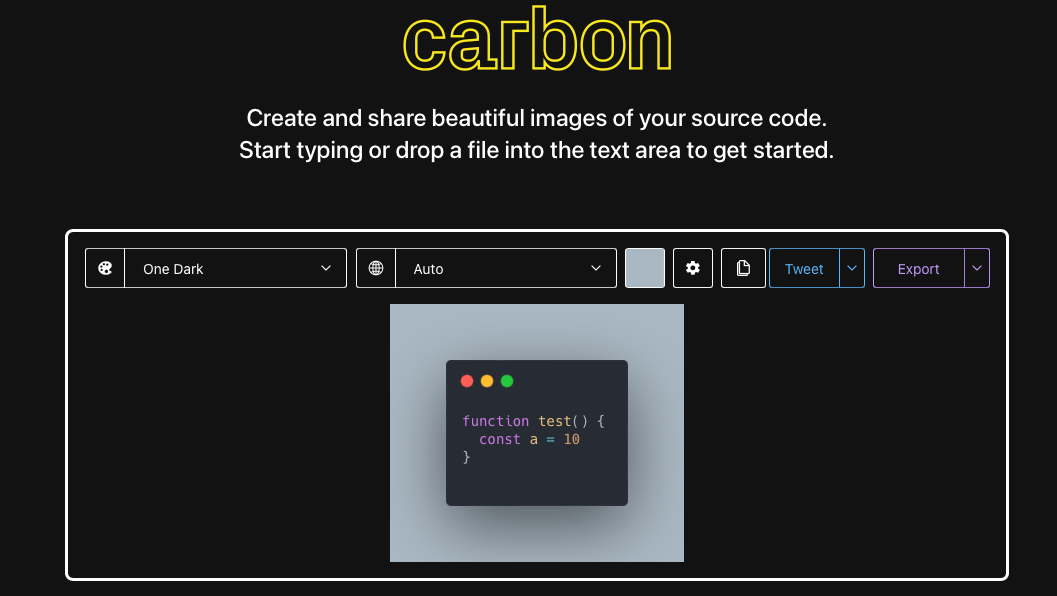 carbon
Create and share beautiful images of your source code.
Start typing or drop a file into the text area to get started.
One Dark
Auto
Tweet
Export
function test() {
  const a = 10
}